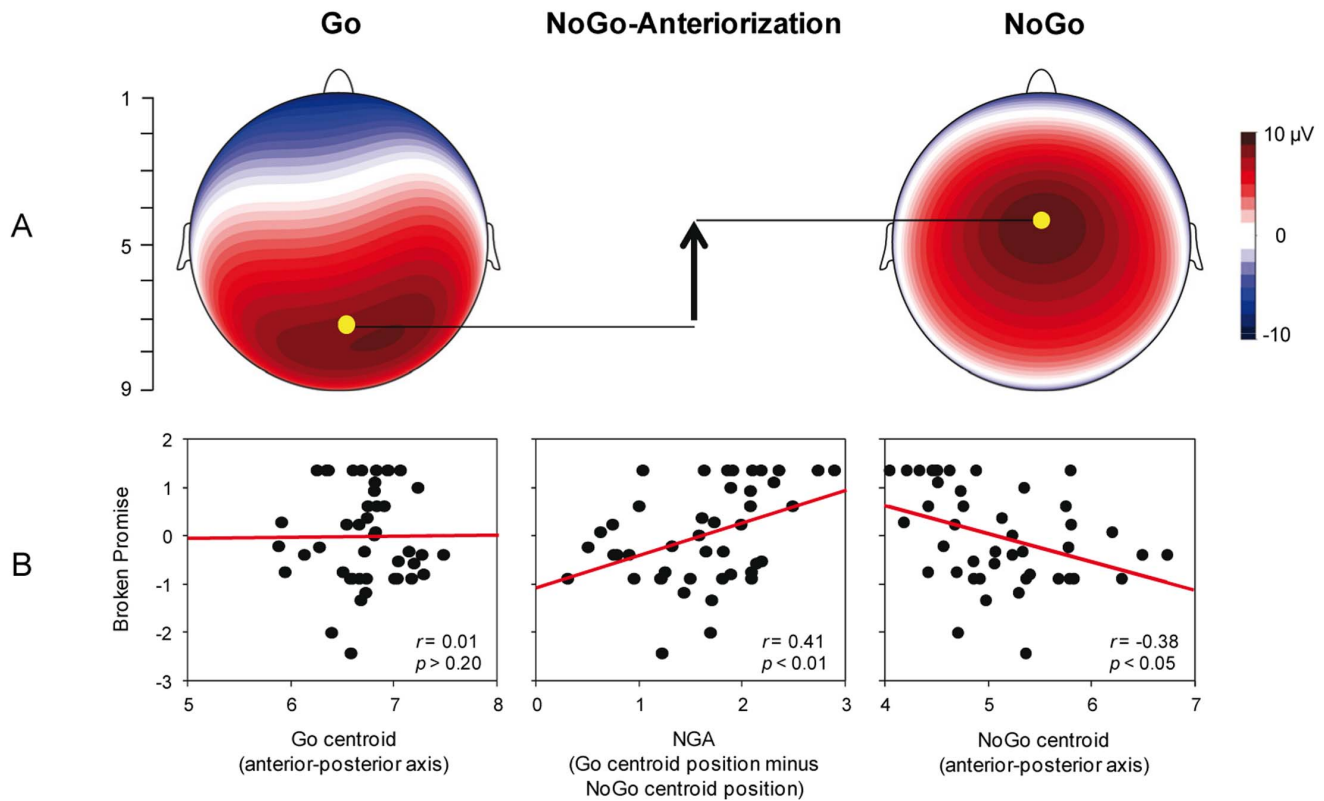 Go NoGo-Anteriorization NoGo
1
5
9
A
10 µV
0
-10
B
Broken Promise
2
1
0
-1
-2
-3
r = 0.01
p > 0.20
r = 0.41
p < 0.01
r = -0.38
p < 0.05
5 6 7 8
0 1 2 3
4 5 6 7
Go centroid
(anterior-posterior axis)
NGA
(Go centroid position minus
NoGo centroid position)
NoGo centroid
(anterior-posterior axis)